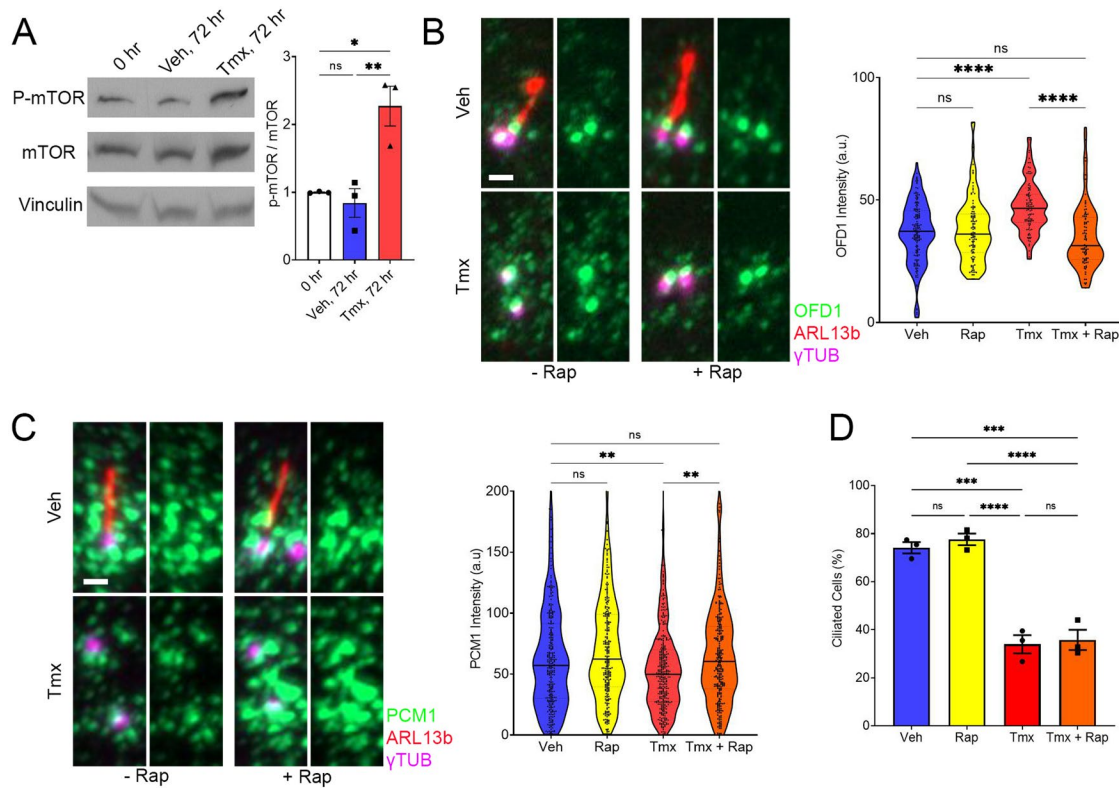 A
0 hr
Veh, 72 hr
Tmx, 72 hr
P-mTOR
mTOR
Vinculin
p-mTOR / mTOR
3
2
1
0
*
ns
**
0 hr
Veh, 72 hr
Tmx, 72 hr
B
Veh
Tmx
- Rap
+ Rap
OFD1
ARL13b
γTUB
OFD1 Intensity (a.u.)
100
50
0
ns
****
ns
****
Veh
Rap
Tmx
Tmx + Rap
C
Veh
Tmx
- Rap
+ Rap
PCM1
ARL13b
γTUB
PCM1 Intensity (a.u)
200
150
100
50
0
ns
**
ns
**
Veh
Rap
Tmx
Tmx + Rap
D
Ciliated Cells (%)
100
80
60
40
20
0
***
****
***
ns
****
ns
Veh
Rap
Tmx
Tmx + Rap